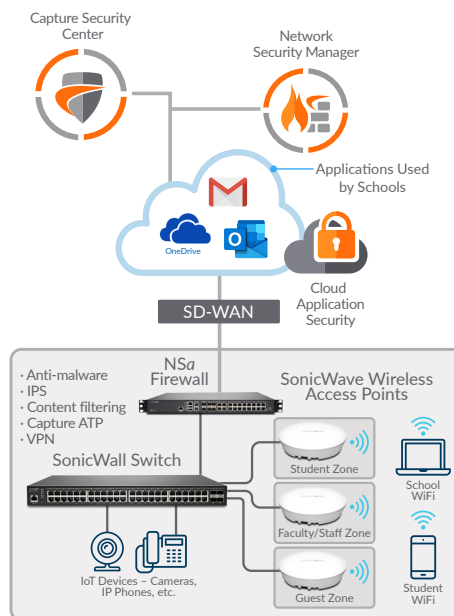 Capture Security
Center
Network
Security Manager
Applications Used
by Schools
OneDrive
Cloud
Application
Security
SD-WAN
· Anti-malware
· IPS
· Content filtering
· Capture ATP
· VPN
NSa
Firewall
SonicWave Wireless
Access Points
SonicWall Switch
Student Zone
School
WiFi
Faculty/Staff Zone
IoT Devices – Cameras,
IP Phones, etc.
Guest Zone
Student
WiFi